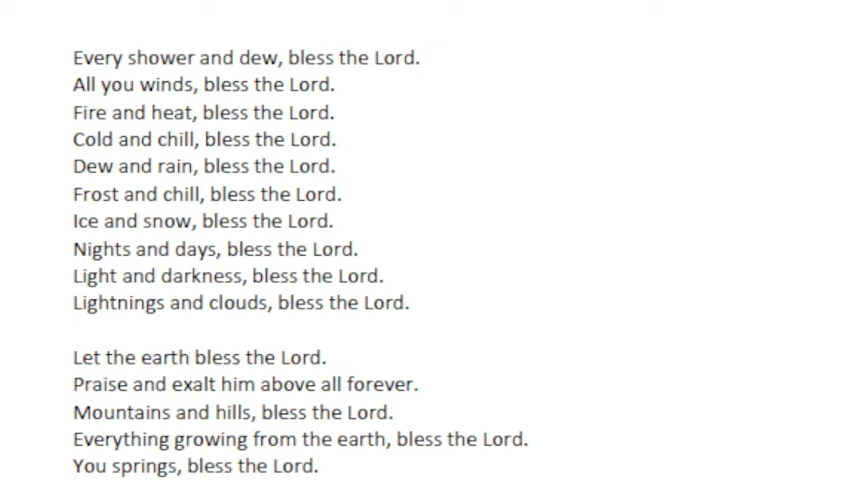 Every shower and dew, bless the Lord.
All you winds, bless the Lord.
Fire and heat, bless the Lord.
Cold and chill, bless the Lord.
Dew and rain, bless the Lord.
Frost and chill, bless the Lord.
Ice and snow, bless the Lord.
Nights and days, bless the Lord.
Light and darkness, bless the Lord.
Lightnings and clouds, bless the Lord.
Let the earth bless the Lord.
Praise and exalt him above all forever.
Mountains and hills, bless the Lord.
Everything growing from the earth, bless the Lord.
You springs, bless the Lord.